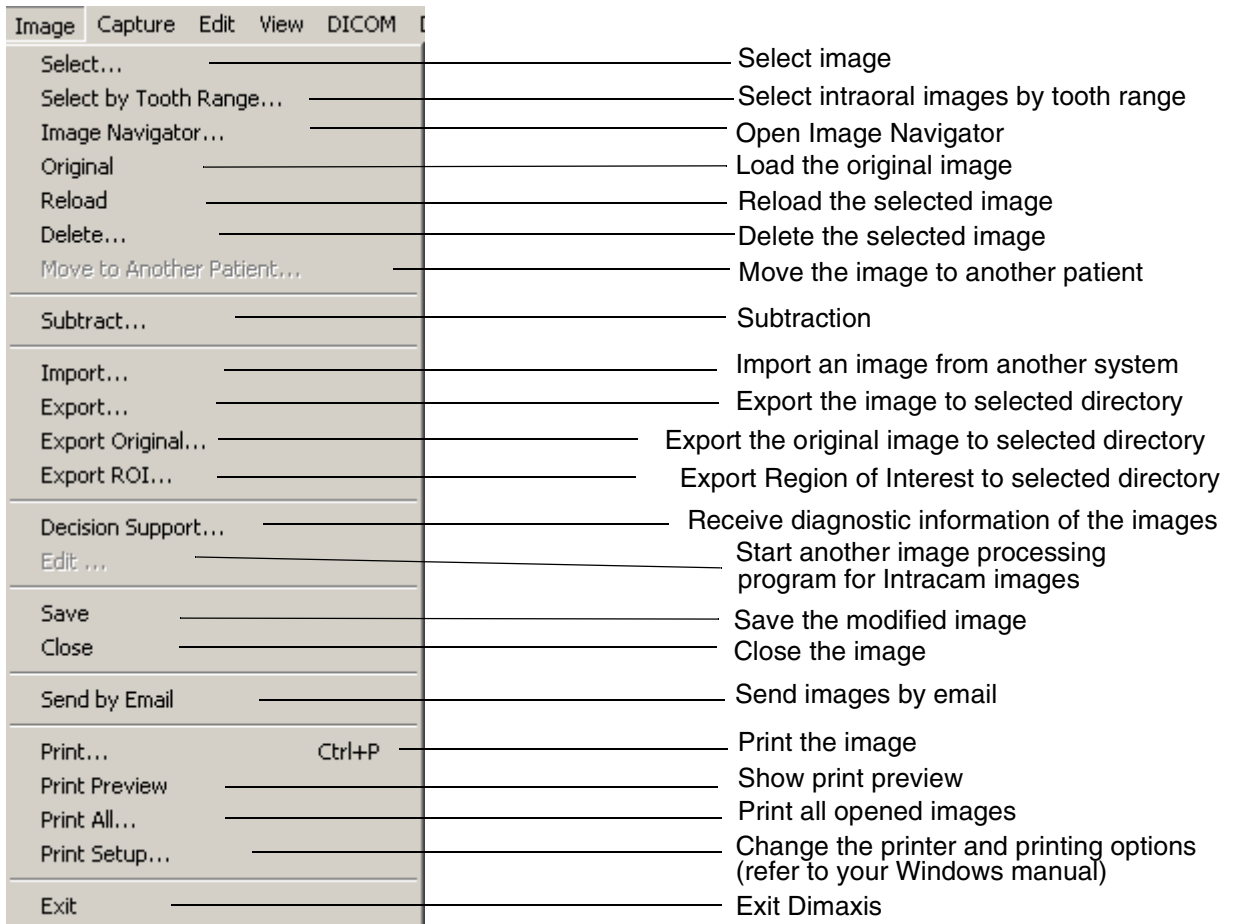 Image Capture Edit View DICOM
Select... Select image
Select by Tooth Range... Select intraoral images by tooth range
Image Navigator... Open Image Navigator
Original Load the original image
Reload Reload the selected image
Delete... Delete the selected image
Move to Another Patient... Move the image to another patient
Subtract... Subtraction
Import... Import an image from another system
Export... Export the image to selected directory
Export Original... Export the original image to selected directory
Export ROI... Export Region of Interest to selected directory
Decision Support... Receive diagnostic information of the images
Edit ... Start another image processing
program for Intracam images
Save Save the modified image
Close Close the image
Send by Email Send images by email
Print... Ctrl+P Print the image
Print Preview Show print preview
Print All... Print all opened images
Print Setup... Change the printer and printing options
(refer to your Windows manual)
Exit Exit Dimaxis